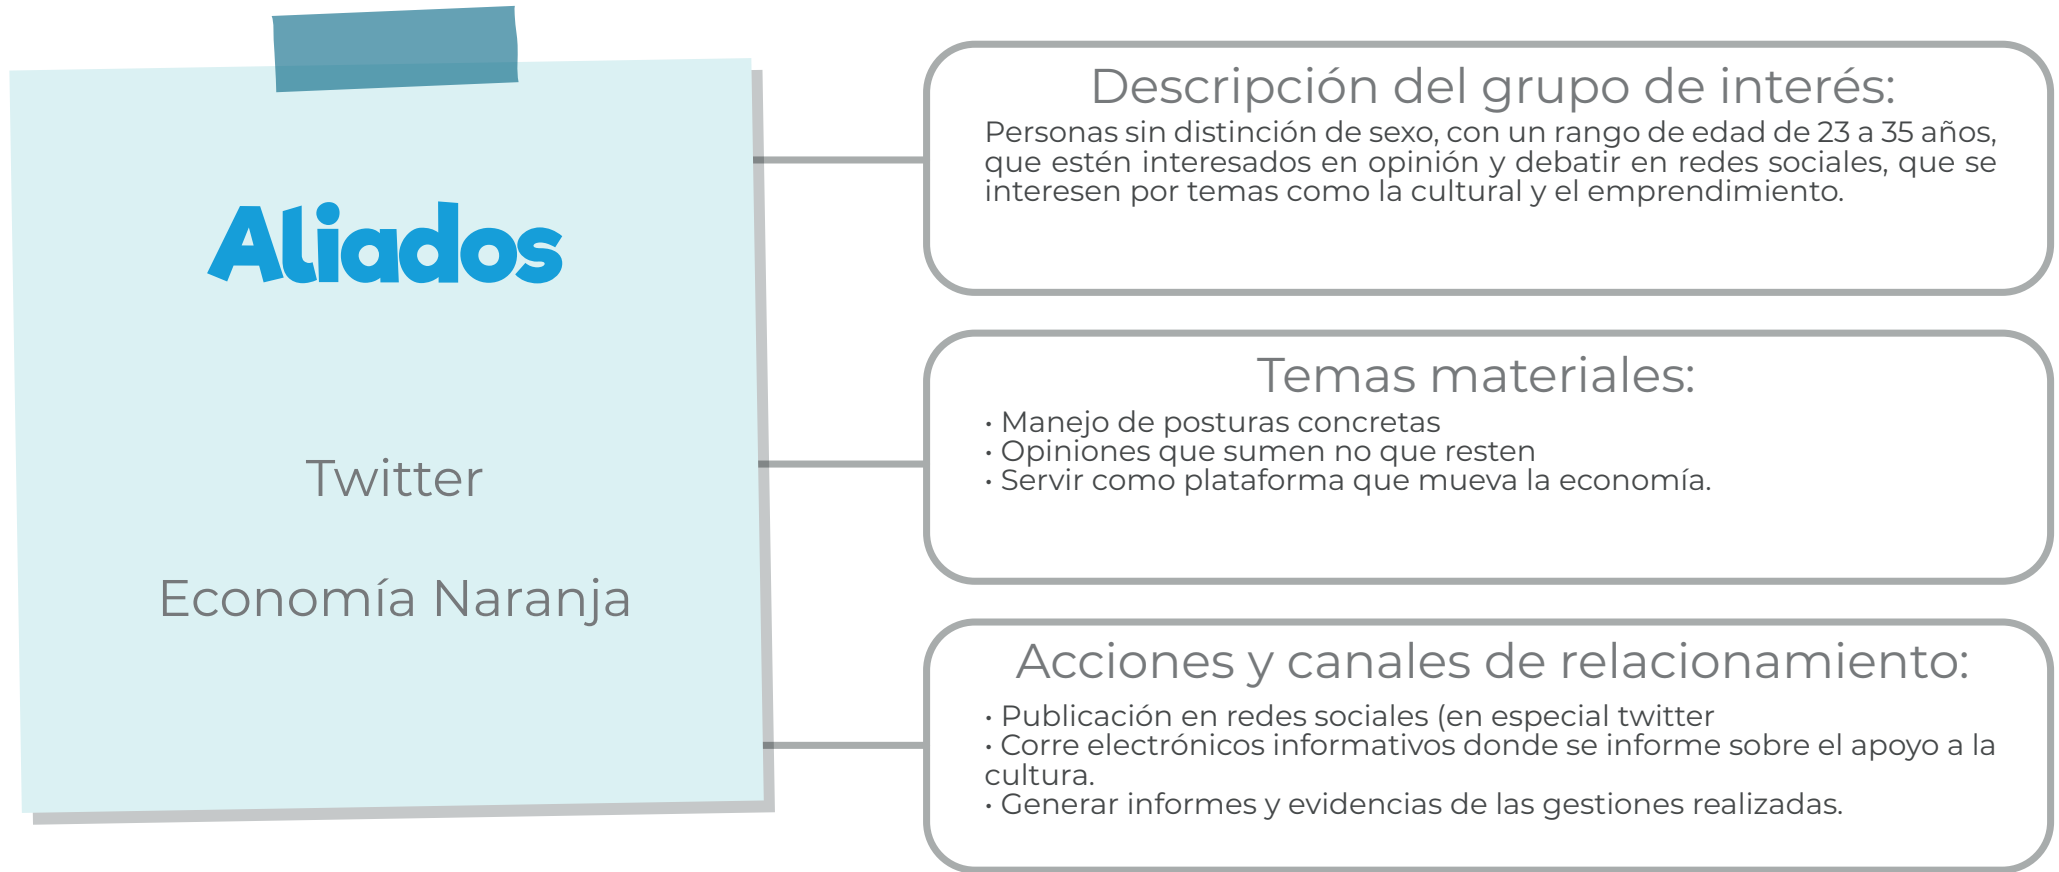 Aliados
Twitter
Economía Naranja
Descripción del grupo de interés:
Personas sin distinción de sexo, con un rango de edad de 23 a 35 años,
que estén interesados en opinión y debatir en redes sociales, que se
interesen por temas como la cultural y el emprendimiento.
Temas materiales:
• Manejo de posturas concretas
• Opiniones que sumen no que resten
• Servir como plataforma que mueva la economía.
Acciones y canales de relacionamiento:
• Publicación en redes sociales (en especial twitter
• Corre electrónicos informativos donde se informe sobre el apoyo a la
cultura.
• Generar informes y evidencias de las gestiones realizadas.